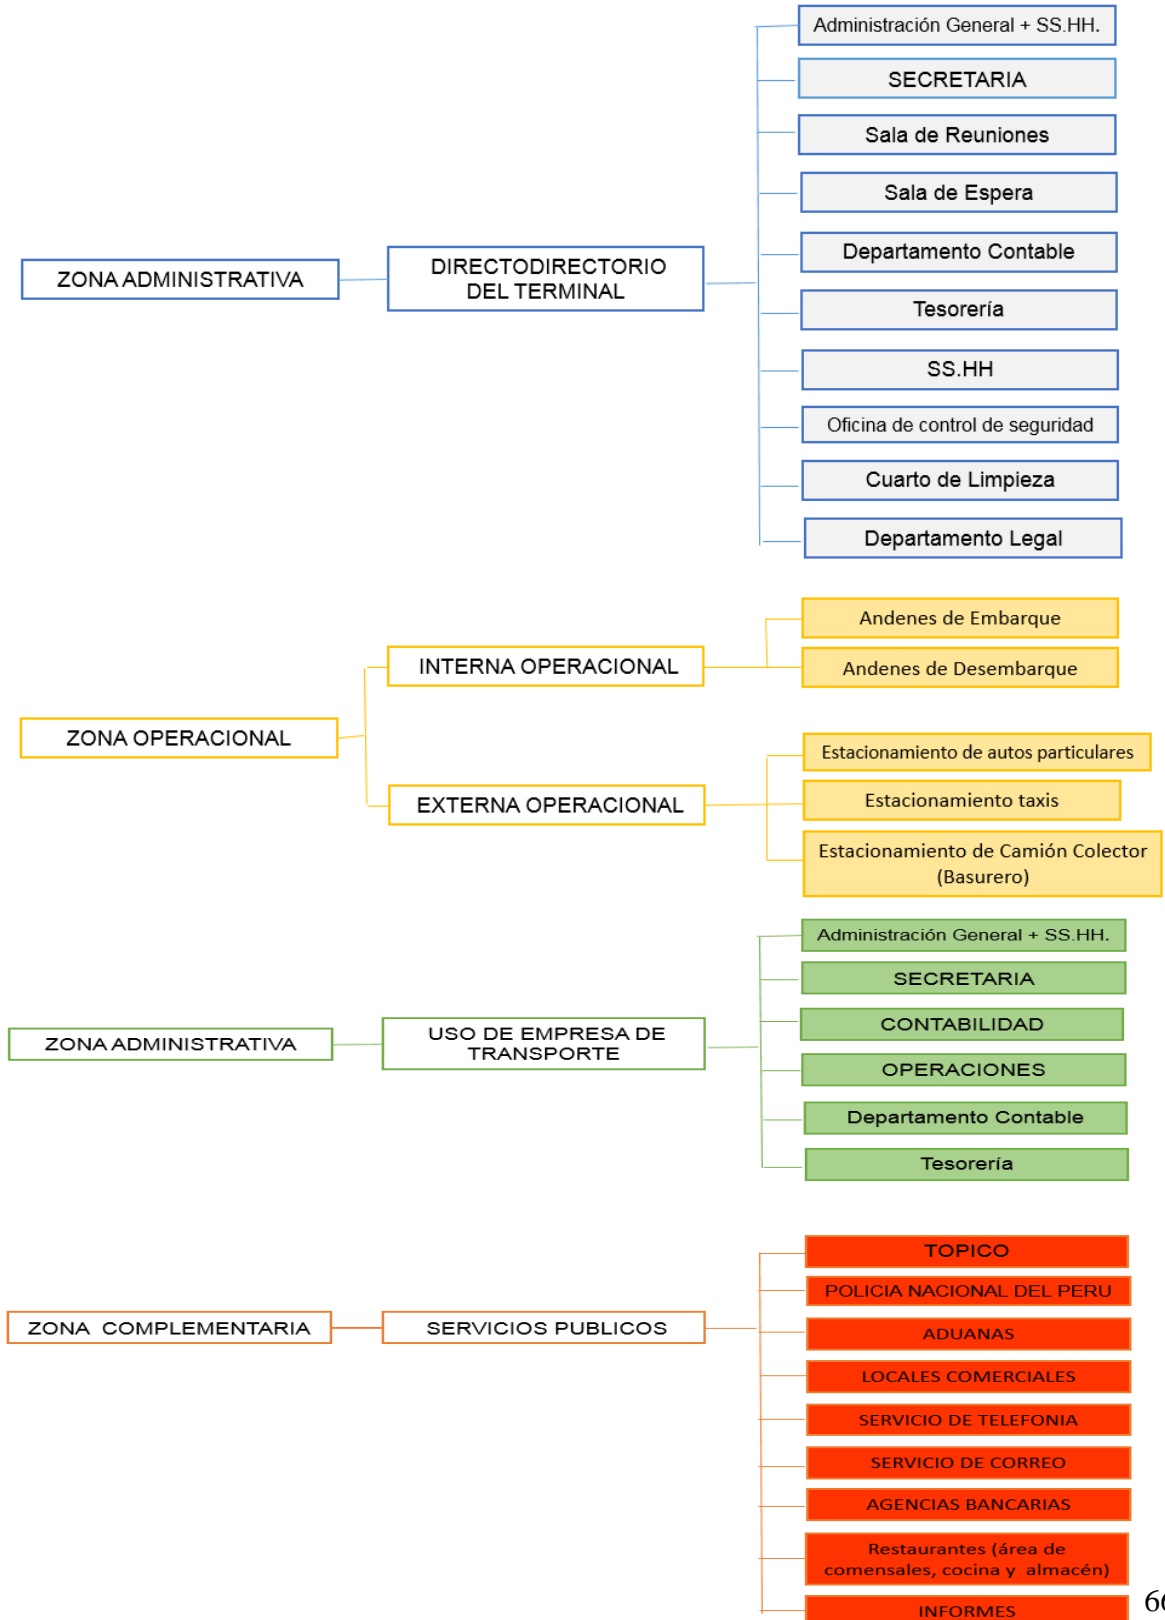 Administración General + SS.HH.
SECRETARIA
Sala de Reuniones
Sala de Espera
Departamento Contable
ZONA ADMINISTRATIVA
DIRECTODIRECTORIO
DEL TERMINAL
Tesorería
SS.HH
Oficina de control de seguridad
Cuarto de Limpieza
Departamento Legal
Andenes de Embarque
INTERNA OPERACIONAL
Andenes de Desembarque
ZONA OPERACIONAL
Estacionamiento de autos particulares
EXTERNA OPERACIONAL
Estacionamiento taxis
Estacionamiento de Camión Colector
(Basurero)
Administración General + SS.HH.
SECRETARIA
CONTABILIDAD
ZONA ADMINISTRATIVA
USO DE EMPRESA DE
TRANSPORTE
OPERACIONES
Departamento Contable
Tesorería
TOPICO
POLICIA NACIONAL DEL PERU
ZONA COMPLEMENTARIA
SERVICIOS PUBLICOS
ADUANAS
LOCALES COMERCIALES
SERVICIO DE TELEFONIA
SERVICIO DE CORREO
AGENCIAS BANCARIAS
Restaurantes (área de
comensales, cocina y almacén)
INFORMES